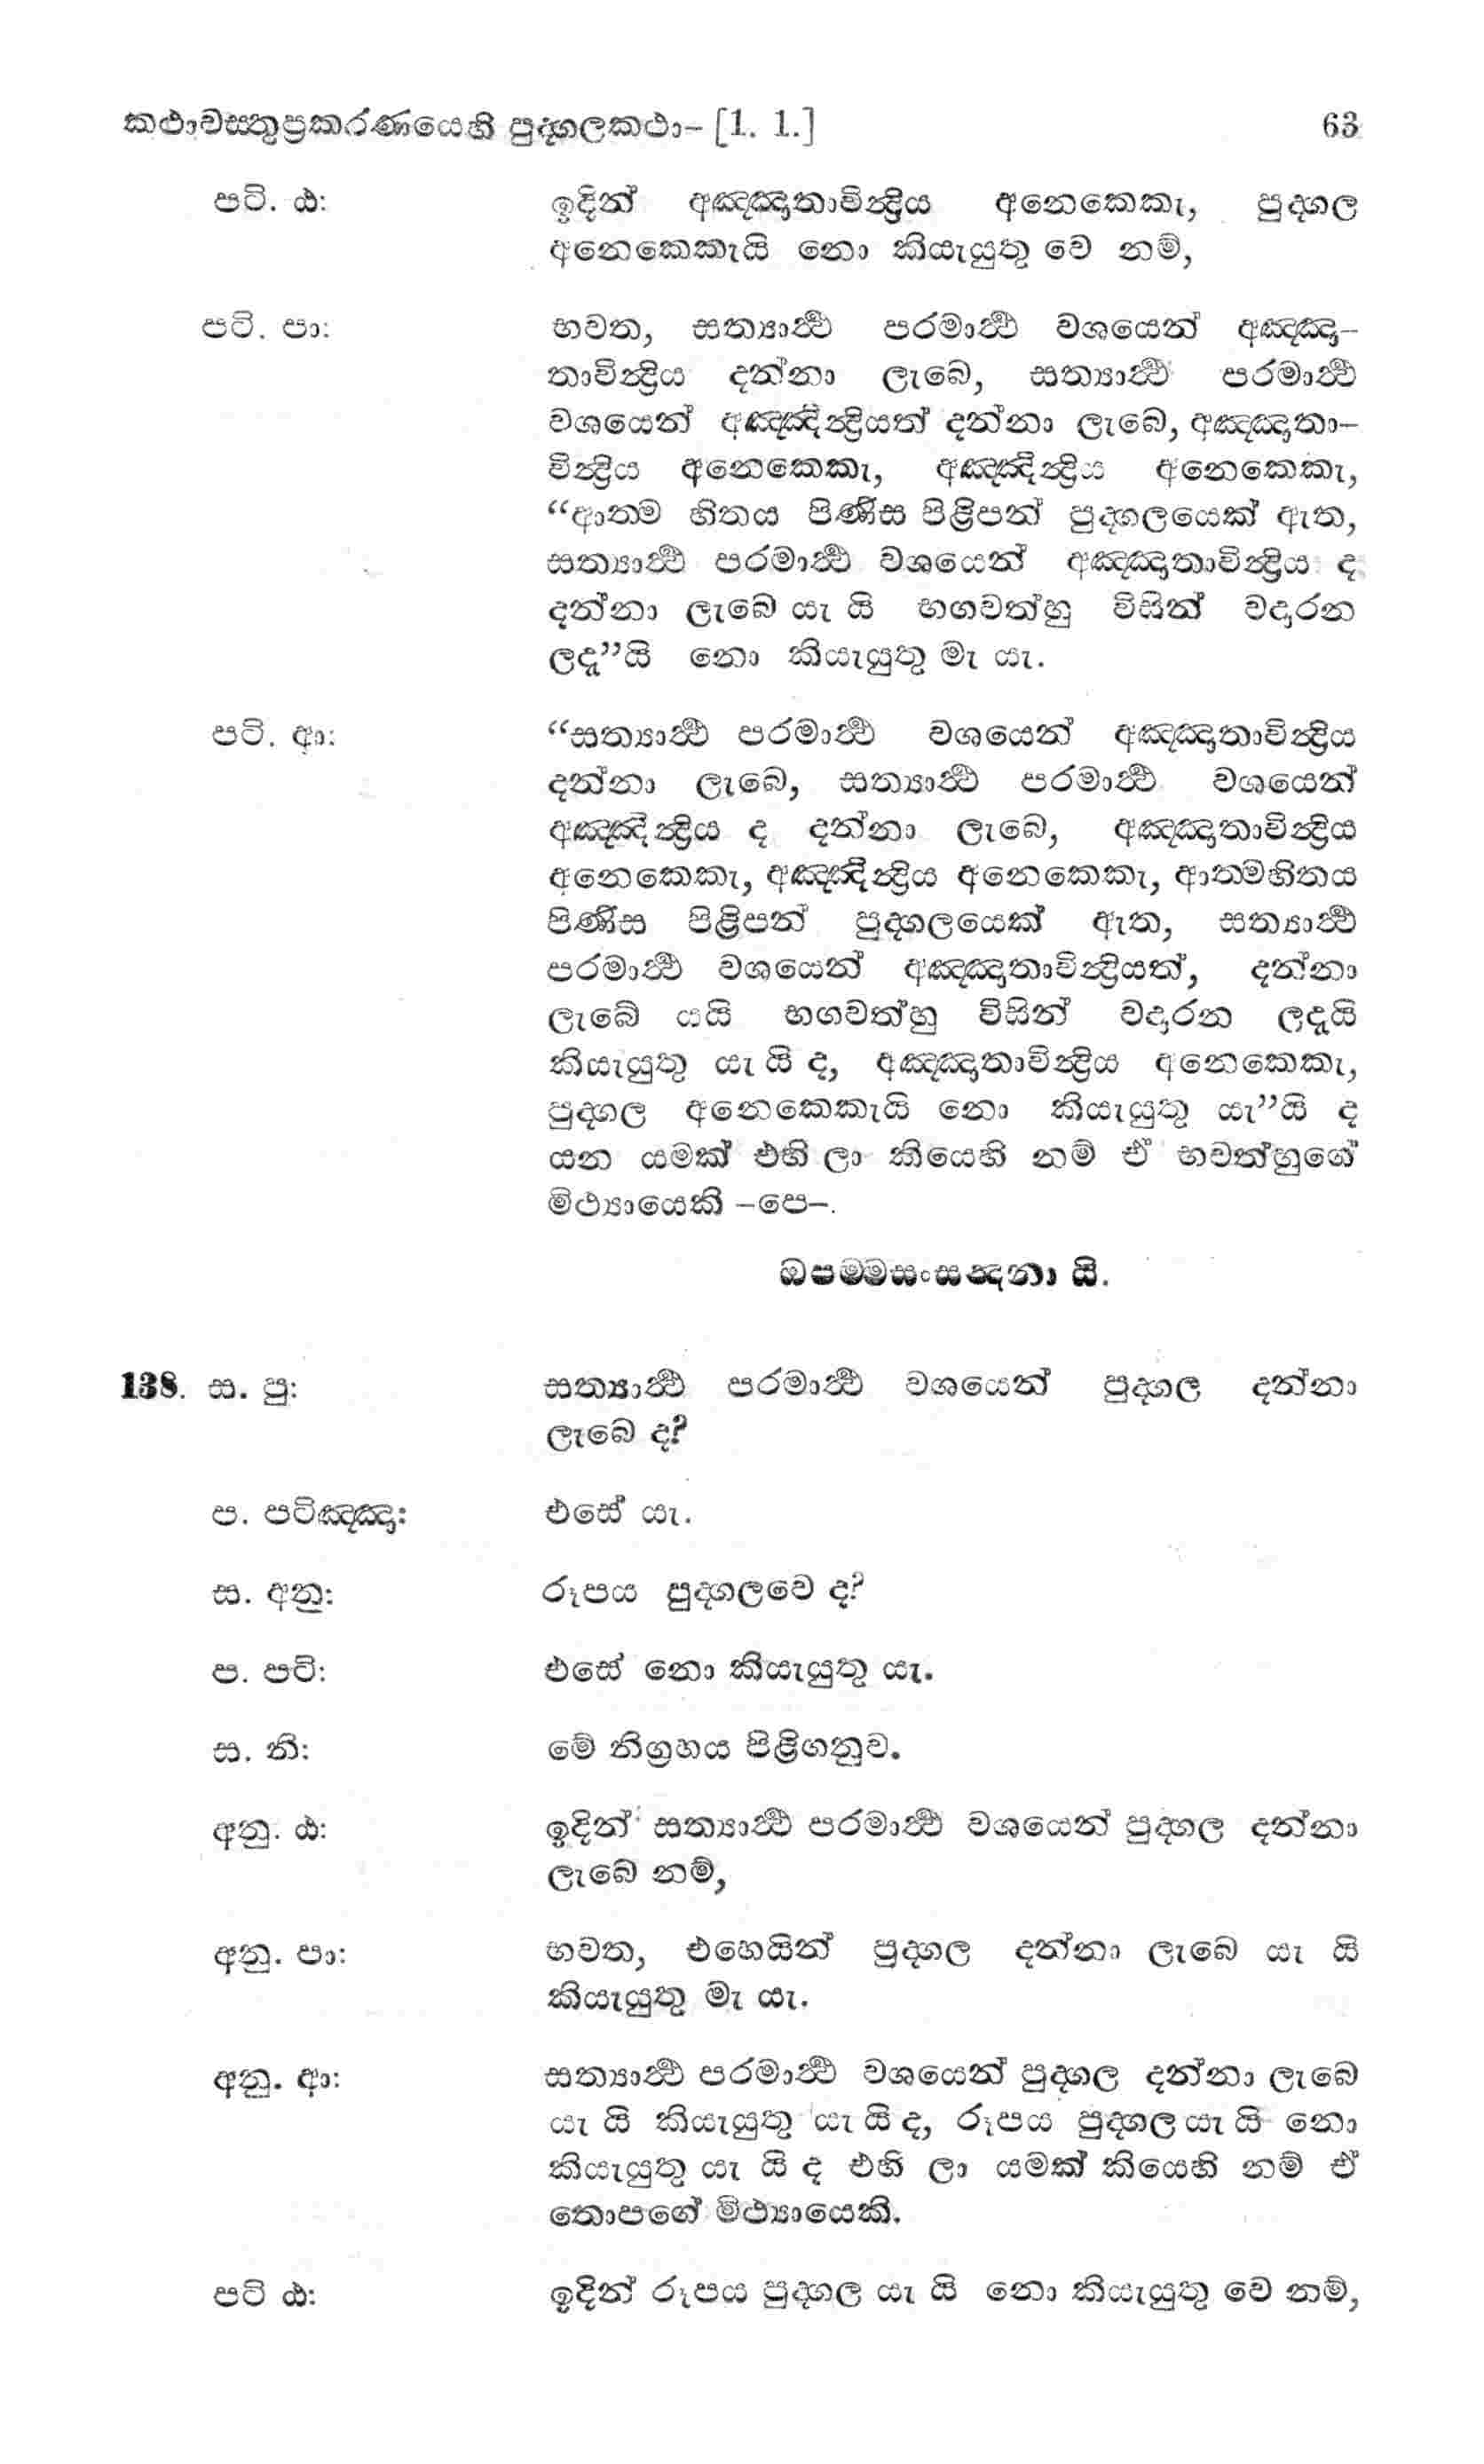 කථාවස්තුප්‍රකරණයෙහි පුද්ගලකථා– [1. 1.] 63
පටි. ඨ: ඉදින් අඤ්ඤාතාවින්ද්‍රිය අනෙකෙකැ, පුද්ගල
අනෙකෙකැයි නො කියැයුතු වෙ නම්,
පටි. පා: භවත, සත්‍යාර්ථ පරමාර්ථ වශයෙන් අඤ්ඤා–
තාවින්ද්‍රිය දන්නා ලැබෙ, සත්‍යාර්ථ පරමාර්ථ
වශයෙන් අඤ්ඤින්ද්‍රියත් දන්නා ලැබෙ, අඤ්ඤාතා–
වින්ද්‍රිය අනෙකෙකැ, අඤ්ඤින්ද්‍රිය අනෙකෙකැ,
“ආත්ම හිතය පිණිස පිළිපන් පුද්ගලයෙක් ඇත,
සත්‍යාර්ථ පරමාර්ථ වශයෙන් අඤ්ඤාතාවින්ද්‍රිය ද
දන්නා ලැබෙ යැ යි භගවත්හු විසින් වදාරන
ලදැ”යි නො කියැයුතු මැ යැ.
පටි. ආ: “සත්‍යාර්ථ පරමාර්ථ වශයෙන් අඤ්ඤාතාවින්ද්‍රිය
දන්නා ලැබෙ, සත්‍යාර්ථ පරමාර්ථ වශයෙන්
අඤ්ඤින්ද්‍රිය ද දන්නා ලැබෙ, අඤ්ඤාතාවින්ද්‍රිය
අනෙකෙකැ, අඤ්ඤින්ද්‍රිය අනෙකෙකැ, ආත්මහිතය
පිණිස පිළිපන් පුද්ගලයෙක් ඇත, සත්‍යාර්ථ
පරමාර්ථ වශයෙන් අඤ්ඤාතාවින්ද්‍රියත්, දන්නා
ලැබේ යයි භගවත්හු විසින් වදාරන ලදැයි
කියැයුතු යැ යි ද, අඤ්ඤාතාවින්ද්‍රිය අනෙකෙකැ,
පුද්ගල අනෙකෙකැයි නො කියැයුතු යැ”යි ද
යන යමක් එහි ලා කියෙහි නම් ඒ භවත්හුගේ
මිථ්‍යායෙකි –පෙ–.
ඔපම්මසංසඤනා යි.
138. ස. පු: සත්‍යාර්ථ පරමාර්ථ වශයෙන් පුද්ගල දන්නා
ලැබෙ ද?
ප. පටිඤ්ඤා: එසේ යැ.
ස. අනු: රූපය පුද්ගලවෙ ද?
ප. පටි: එසේ නො කියැයුතු යැ.
ස. නි: මේ නිග්‍රහය පිළිගනුව.
අනු. ඨ: ඉදින් සත්‍යාර්ථ පරමාර්ථ වශයෙන් පුද්ගල දන්නා
ලැබේ නම්,
අනු. පා: භවත, එහෙයින් පුද්ගල දන්නා ලැබෙ යැ යි
කියැයුතු මැ යැ.
අනු. ආ: සත්‍යාර්ථ පරමාර්ථ වශයෙන් පුද්ගල දන්නා ලැබෙ
යැ යි කියැයුතු යැ යි ද, රූපය පුද්ගල යැ යි නො
කියැයුතු යැ යි ද එහි ලා යමක් කියෙහි නම් ඒ
තොපගේ මිථ්‍යායෙකි.
පටි ඨ: ඉදින් රූපය පුද්ගල යැ යි නො කියැයුතු වෙ නම්,